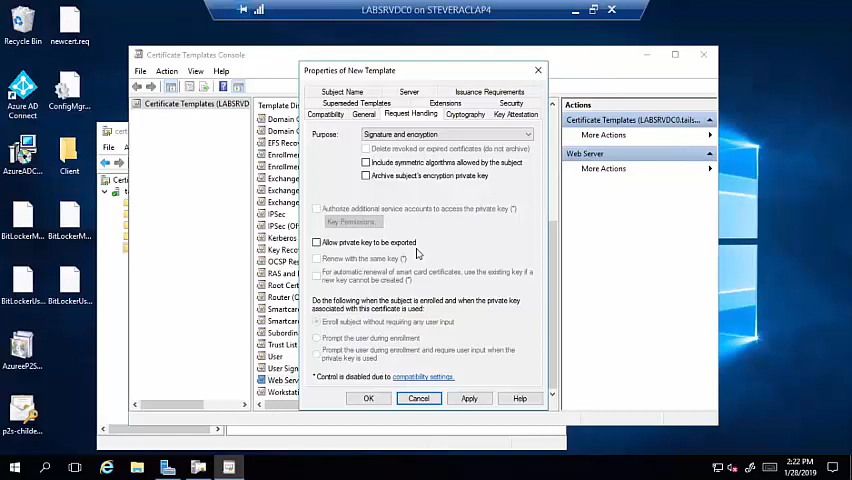 LABSRVDC0 on STEVERACLAP4
Recycle Bin
newcert.req
Azure AD
Connect
ConfigMgr...
AzureADC...
Client
BitLockerM...
BitLockerM...
BitLockerUs...
BitLockerUs...
AzureeP2S...
p2s-childe...
Certificate Templates Console
File Action View Help
Certificate Templates (LABSRVD
Template Dis
Domain C
Domain C
EFS Reco
Enrollmen
Enrollmen
Exchange
Exchange
Exchange
IPSec
IPSec (Of
Kerberos
Key Reco
OCSP Res
RAS and I
Root Cert
Router (O
Smartcar
Smartcar
Subordina
Trust List
User
User Sign
Web Serv
Workstati
File
Certi
Properties of New Template
Subject Name Server Issuance Requirements
Superseded Templates Extensions Security
Compatibility General Request Handling Cryptography Key Attestation
Purpose: Signature and encryption
Delete revoked or expired certificates (do not archive)
Include symmetric algorithms allowed by the subject
Archive subject's encryption private key
Authorize additional service accounts to access the private key (*)
Key Permissions...
Allow private key to be exported
Renew with the same key (*)
For automatic renewal of smart card certificates, use the existing key if a
new key cannot be created (*)
Do the following when the subject is enrolled and when the private key
associated with this certificate is used:
Enroll subject without requiring any user input
Prompt the user during enrollment
Prompt the user during enrollment and require user input when the
private key is used
* Control is disabled due to compatibility settings.
OK Cancel Apply Help
Actions
Certificate Templates (LABSRVDC0.tails...
More Actions
Web Server
More Actions
2:22 PM
1/28/2019